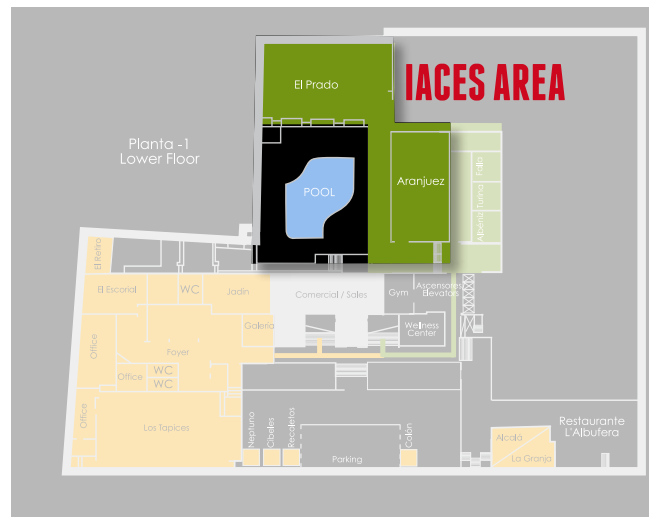 IACES AREA
El Prado
Planta -1
Lower Floor
POOL
Aranjuez
Falla
Turina
Albéniz
El Retiro
El Escorial
WC
Jadín
Comercial / Sales
Gym
Ascensores
Elevators
Galería
Wellness
Center
Office
Foyer
Office
WC
WC
Office
Los Tapices
Neptuno
Cibeles
Recoletos
Colón
Parking
Restaurante
L'Albufera
Alcalá
La Granja